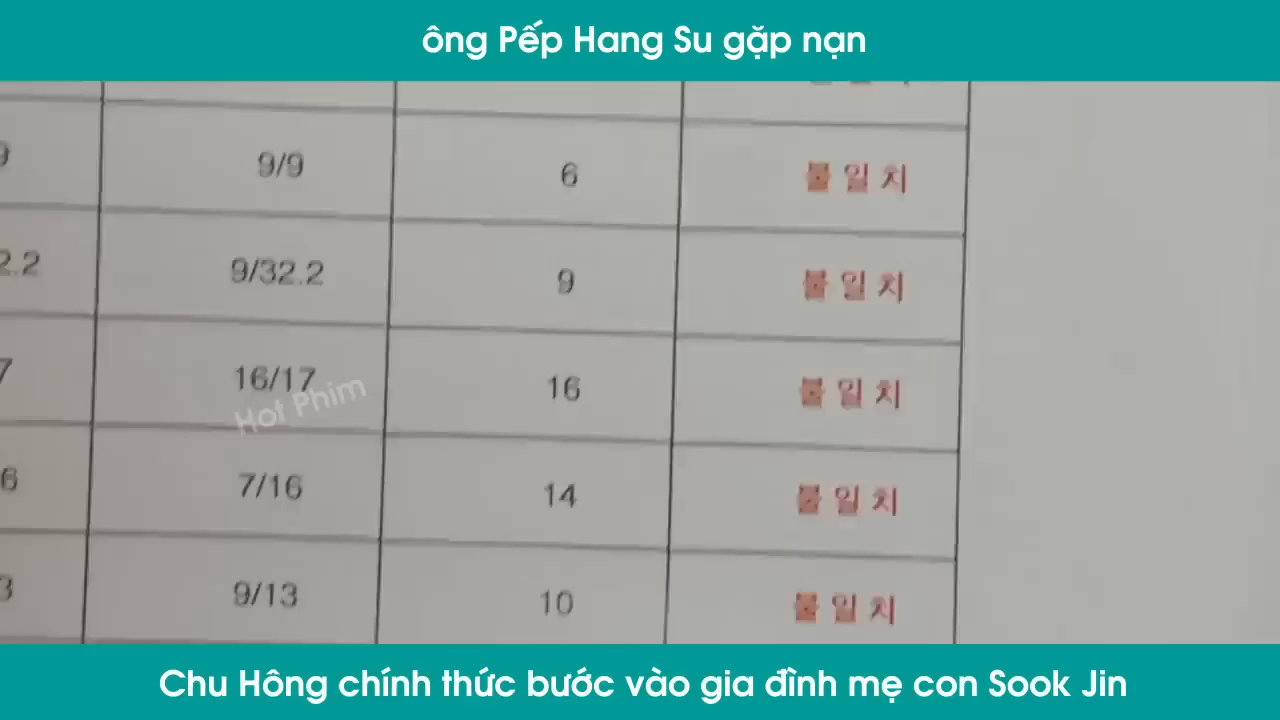 ông Pếp Hang Su gặp nạn
9/9 6 불 일 치
2.2 9/32.2 9 불 일 치
7 16/17 16 불 일 치
Hot Phim
6 7/16 14 불 일 치
3 9/13 10 불 일 치
Chu Hông chính thức bước vào gia đình mẹ con Sook Jin